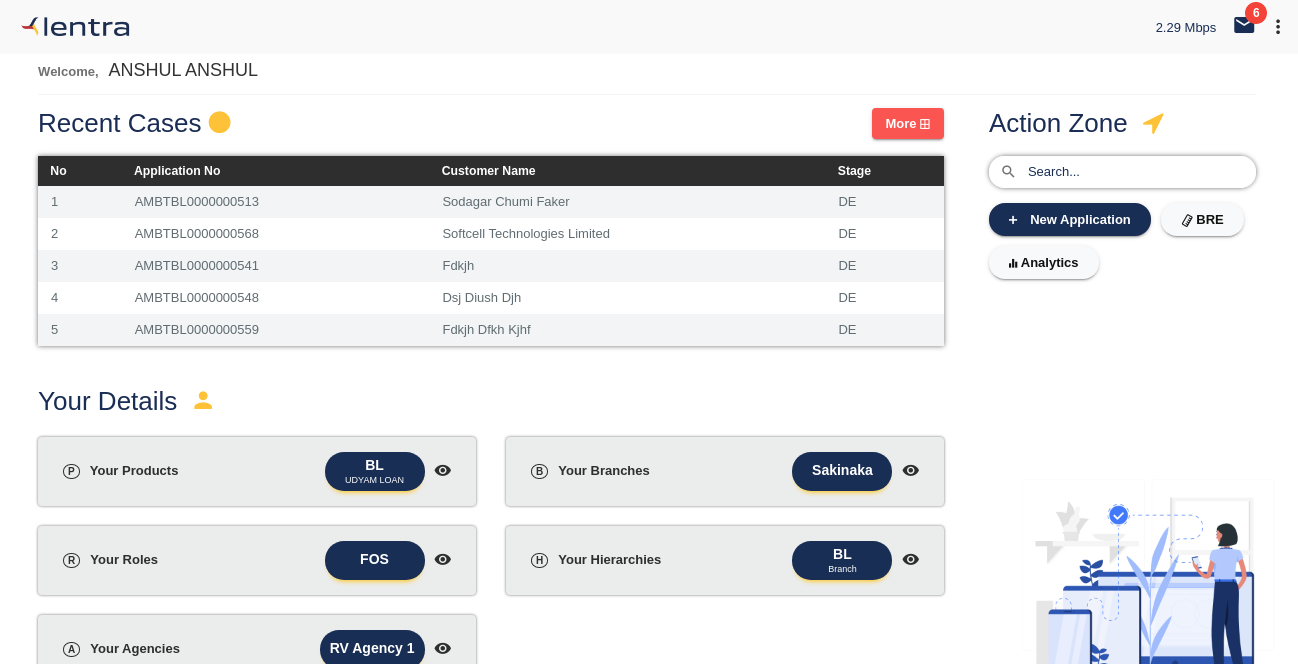 lentra
2.29 Mbps
6
Welcome, ANSHUL ANSHUL
Recent Cases
More
Action Zone
No Application No Customer Name Stage
1 AMBTBL0000000513 Sodagar Chumi Faker DE
2 AMBTBL0000000568 Softcell Technologies Limited DE
3 AMBTBL0000000541 Fdkjh DE
4 AMBTBL0000000548 Dsj Diush Djh DE
5 AMBTBL0000000559 Fdkjh Dfkh Kjhf DE
Search...
+ New Application
BRE
Analytics
Your Details
P Your Products
BL
UDYAM LOAN
B Your Branches
Sakinaka
R Your Roles
FOS
H Your Hierarchies
BL
Branch
A Your Agencies
RV Agency 1